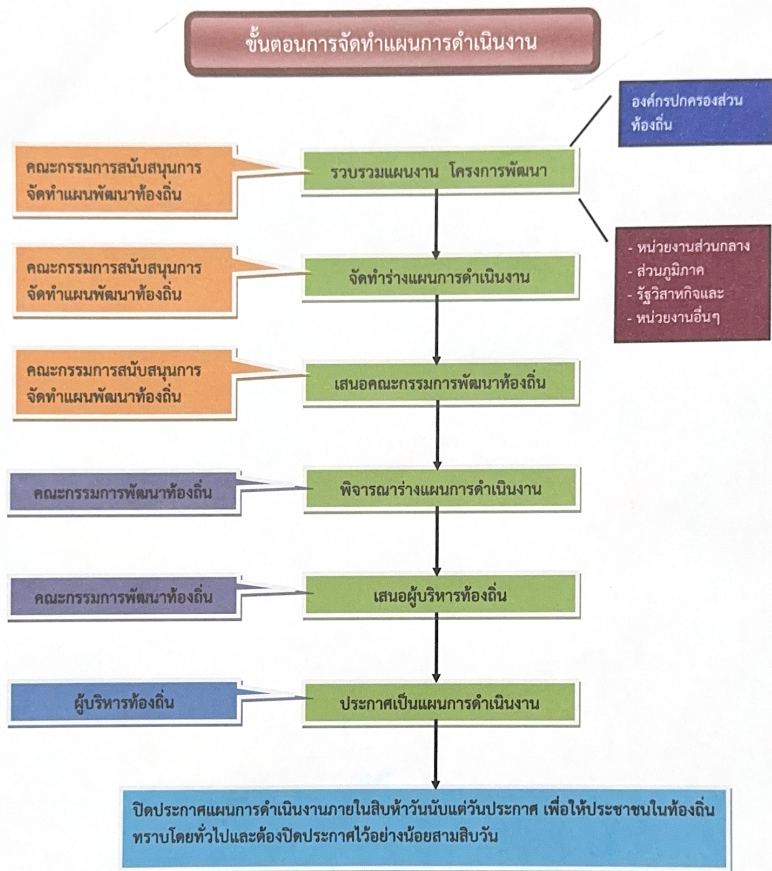 ขั้นตอนการจัดทำแผนการดำเนินงาน
องค์กรปกครองส่วน
ท้องถิ่น
คณะกรรมการสนับสนุนการ
จัดทำแผนพัฒนาท้องถิ่น
รวบรวมแผนงาน โครงการพัฒนา
- หน่วยงานส่วนกลาง
- ส่วนภูมิภาค
- รัฐวิสาหกิจและ
- หน่วยงานอื่นๆ
คณะกรรมการสนับสนุนการ
จัดทำแผนพัฒนาท้องถิ่น
จัดทำร่างแผนการดำเนินงาน
คณะกรรมการสนับสนุนการ
จัดทำแผนพัฒนาท้องถิ่น
เสนอคณะกรรมการพัฒนาท้องถิ่น
คณะกรรมการพัฒนาท้องถิ่น
พิจารณาร่างแผนการดำเนินงาน
คณะกรรมการพัฒนาท้องถิ่น
เสนอผู้บริหารท้องถิ่น
ผู้บริหารท้องถิ่น
ประกาศเป็นแผนการดำเนินงาน
ปิดประกาศแผนการดำเนินงานภายในสิบห้าวันนับแต่วันประกาศ เพื่อให้ประชาชนในท้องถิ่น
ทราบโดยทั่วไปและต้องปิดประกาศไว้อย่างน้อยสามสิบวัน